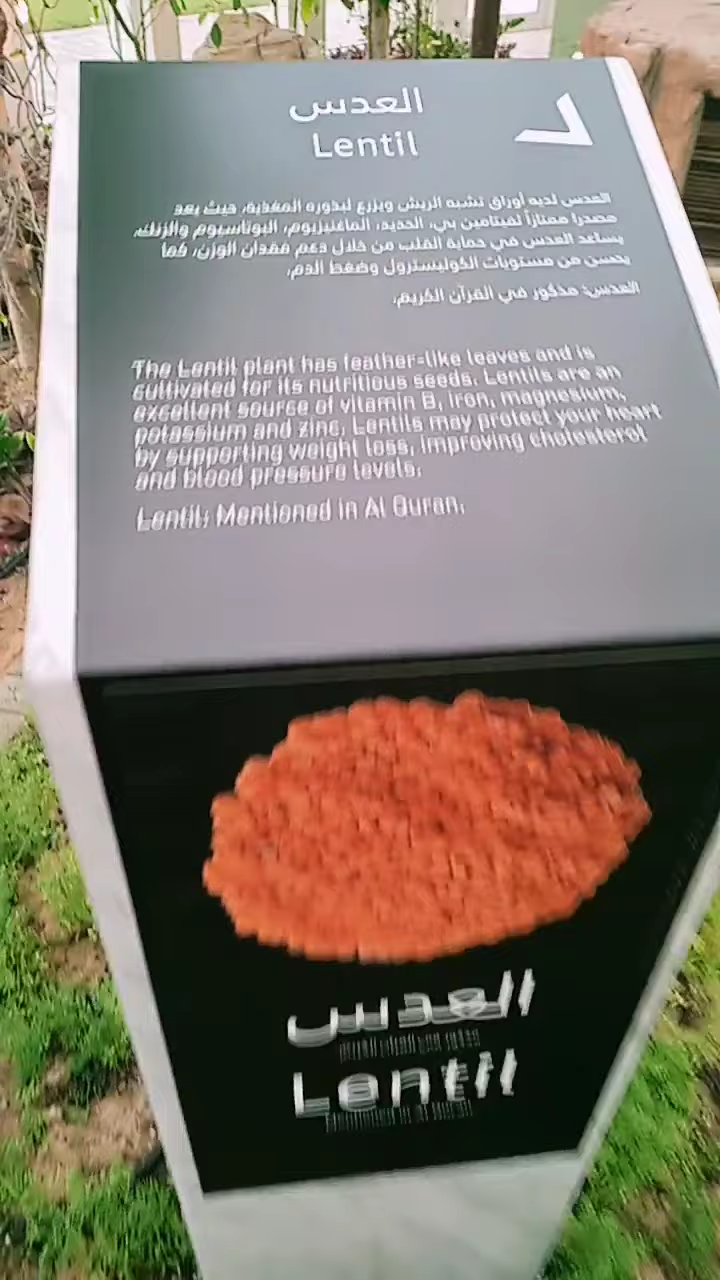 العدس
Lentil
العدس لديه أوراق تشبه الريش ويزرع لبذوره المغذية، حيث يعد
مصدرا ممتازاً لفيتامين بي، الحديد، الماغنيزيوم، البوتاسيوم والزنك.
يساعد العدس في حماية القلب من خلال دعم فقدان الوزن، كما
يحسن من مستويات الكوليسترول وضغط الدم.
العدس: مذكور في القرآن الكريم.
The Lentil plant has feather-like leaves and is
cultivated for its nutritious seeds. Lentils are an
excellent source of vitamin B, iron, magnesium,
potassium and zinc. Lentils may protect your heart
by supporting weight loss, improving cholesterol
and blood pressure levels.
Lentil: Mentioned in Al Quran.
العدس
Lentil